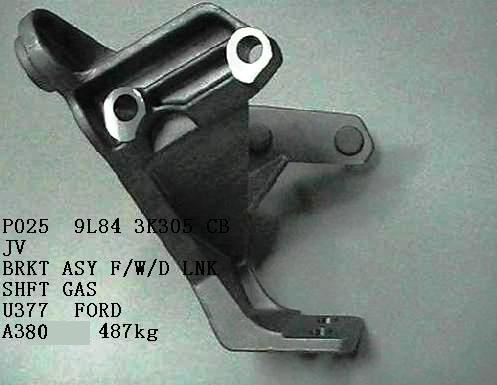 P025 9L84 3K305 CB
JV
BRKT ASY F/W/D LNK
SHFT GAS
U377 FORD
A380 487kg